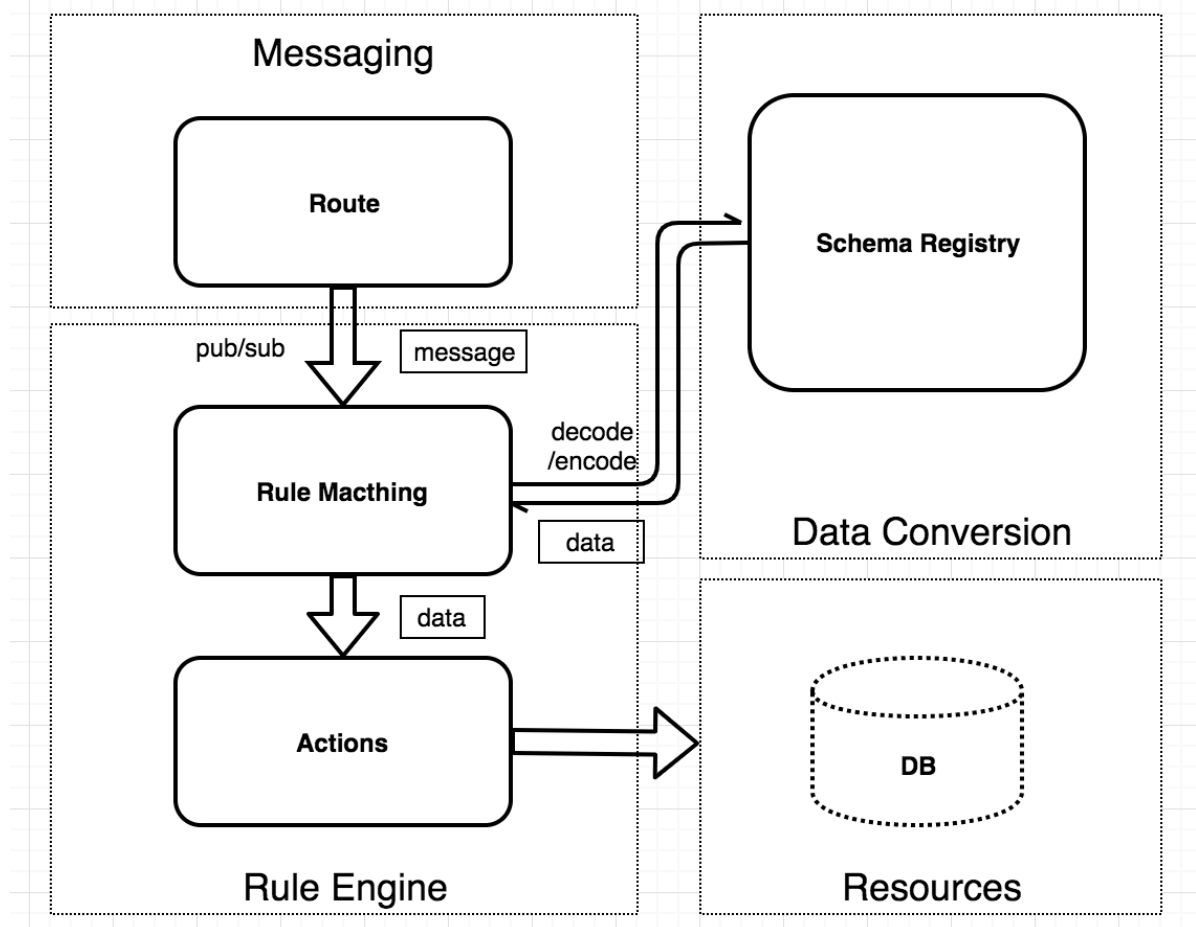 Messaging
Route
pub/sub
message
Rule Macthing
decode
/encode
data
data
Actions
Rule Engine
Schema Registry
Data Conversion
DB
Resources